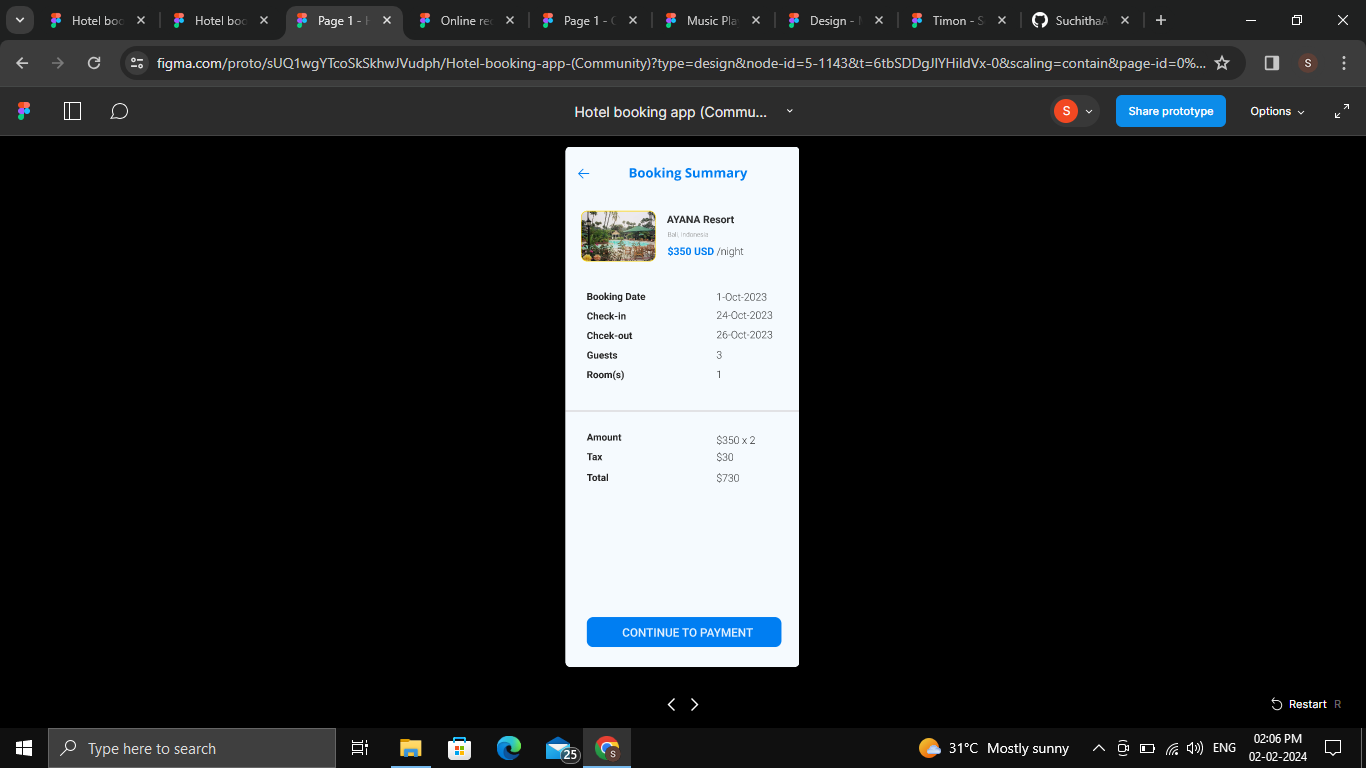 Hotel boo
Hotel boo
Page 1 - H
Online rec
Page 1 - C
Music Pla
Design -
Timon - S
SuchithaA
figma.com/proto/sUQ1wgYTcoSkSkhwJVudph/Hotel-booking-app-(Community)?type=design&node-id=5-1143&t=6tbSDDgJlYHildVx-0&scaling=contain&page-id=0%...
S
Hotel booking app (Commu...
S
Share prototype
Options
Booking Summary
AYANA Resort
Bali, Indonesia
$350 USD /night
Booking Date 1-Oct-2023
Check-in 24-Oct-2023
Chcek-out 26-Oct-2023
Guests 3
Room(s) 1
Amount $350 x 2
Tax $30
Total $730
CONTINUE TO PAYMENT
Restart R
Type here to search
25
S
31°C Mostly sunny
ENG
02:06 PM
02-02-2024